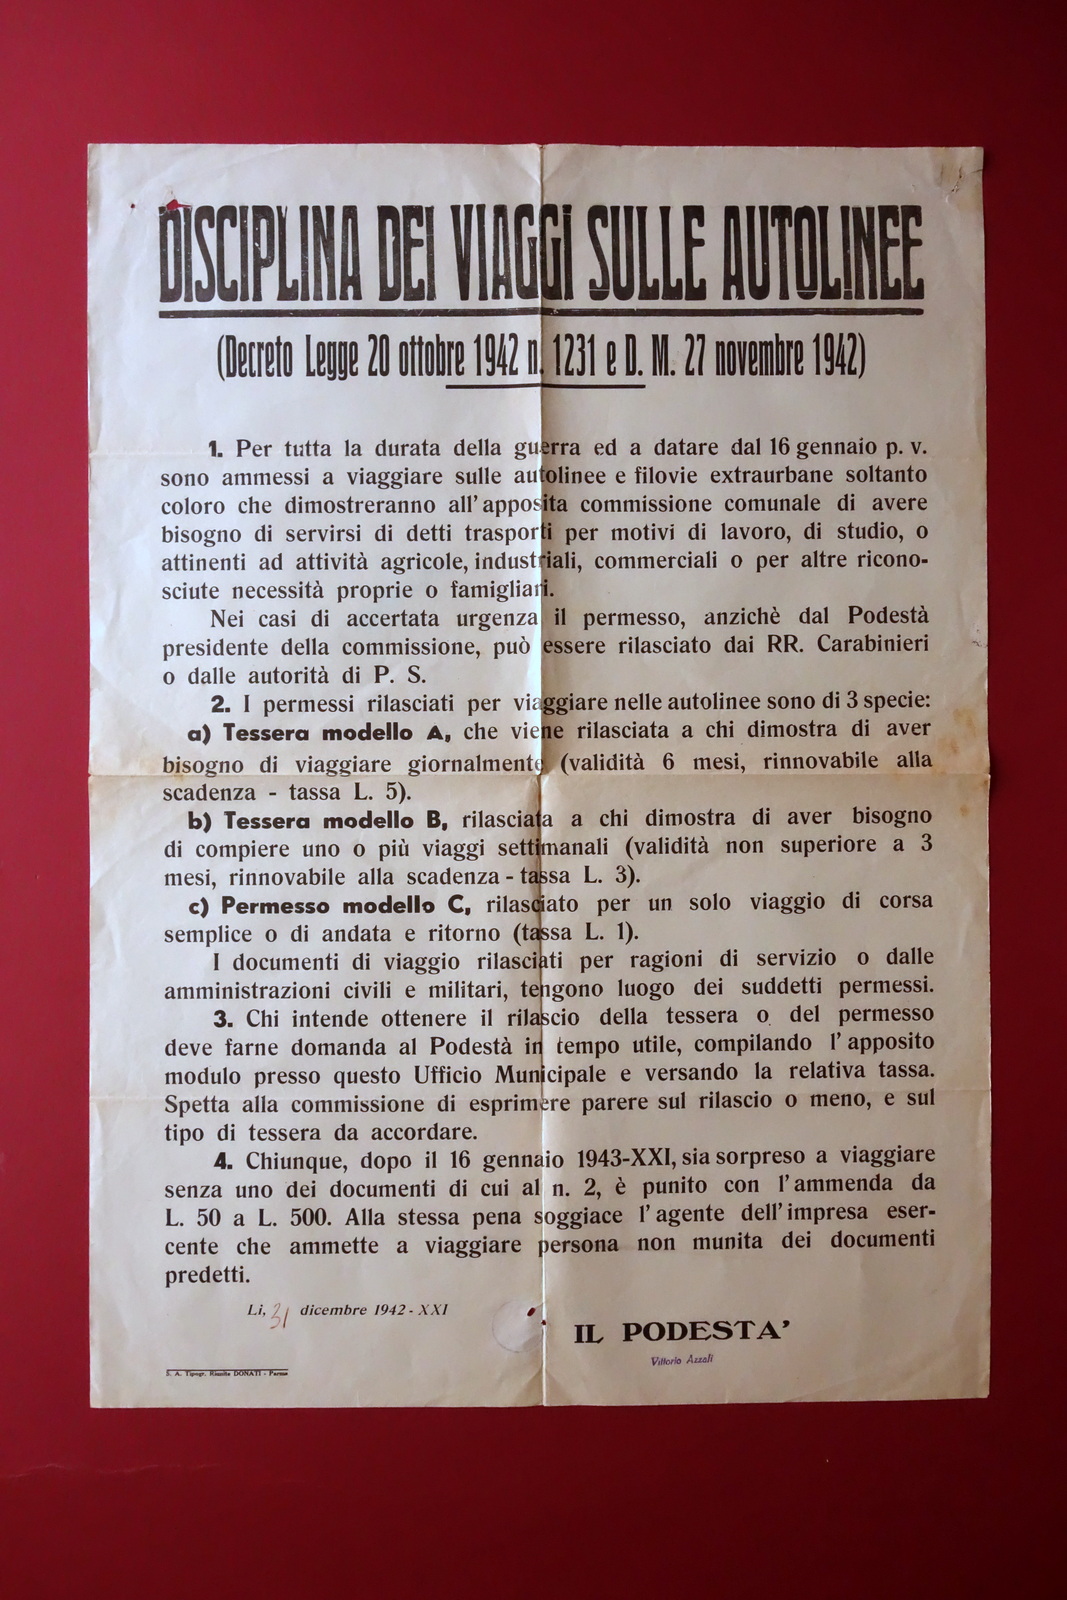 DISCIPLINA DEI VIAGGI SULLE AUTOLINEE
(Decreto Legge 20 ottobre 1942 n. 1231 e D. M. 27 novembre 1942)
1. Per tutta la durata della guerra ed a datare dal 16 gennaio p. v.
sono ammessi a viaggiare sulle autolinee e filovie extraurbane soltanto
coloro che dimostreranno all'apposita commissione comunale di avere
bisogno di servirsi di detti trasporti per motivi di lavoro, di studio, o
attinenti ad attività agricole, industriali, commerciali o per altre ricono-
sciute necessità proprie o famigliari.
Nei casi di accertata urgenza il permesso, anzichè dal Podestà
presidente della commissione, può essere rilasciato dai RR. Carabinieri
o dalle autorità di P. S.
2. I permessi rilasciati per viaggiare nelle autolinee sono di 3 specie:
a) Tessera modello A, che viene rilasciata a chi dimostra di aver
bisogno di viaggiare giornalmente (validità 6 mesi, rinnovabile alla
scadenza - tassa L. 5).
b) Tessera modello B, rilasciata a chi dimostra di aver bisogno
di compiere uno o più viaggi settimanali (validità non superiore a 3
mesi, rinnovabile alla scadenza - tassa L. 3).
c) Permesso modello C, rilasciato per un solo viaggio di corsa
semplice o di andata e ritorno (tassa L. 1).
I documenti di viaggio rilasciati per ragioni di servizio o dalle
amministrazioni civili e militari, tengono luogo dei suddetti permessi.
3. Chi intende ottenere il rilascio della tessera o del permesso
deve farne domanda al Podestà in tempo utile, compilando l'apposito
modulo presso questo Ufficio Municipale e versando la relativa tassa.
Spetta alla commissione di esprimere parere sul rilascio o meno, e sul
tipo di tessera da accordare.
4. Chiunque, dopo il 16 gennaio 1943-XXI, sia sorpreso a viaggiare
senza uno dei documenti di cui al n. 2, è punito con l'ammenda da
L. 50 a L. 500. Alla stessa pena soggiace l'agente dell'impresa eser-
cente che ammette a viaggiare persona non munita dei documenti
predetti.
Li, 31 dicembre 1942 - XXI
IL PODESTA'
Vittorio Azzali
S. A. Tipogr. Riunite DONATI - Parma